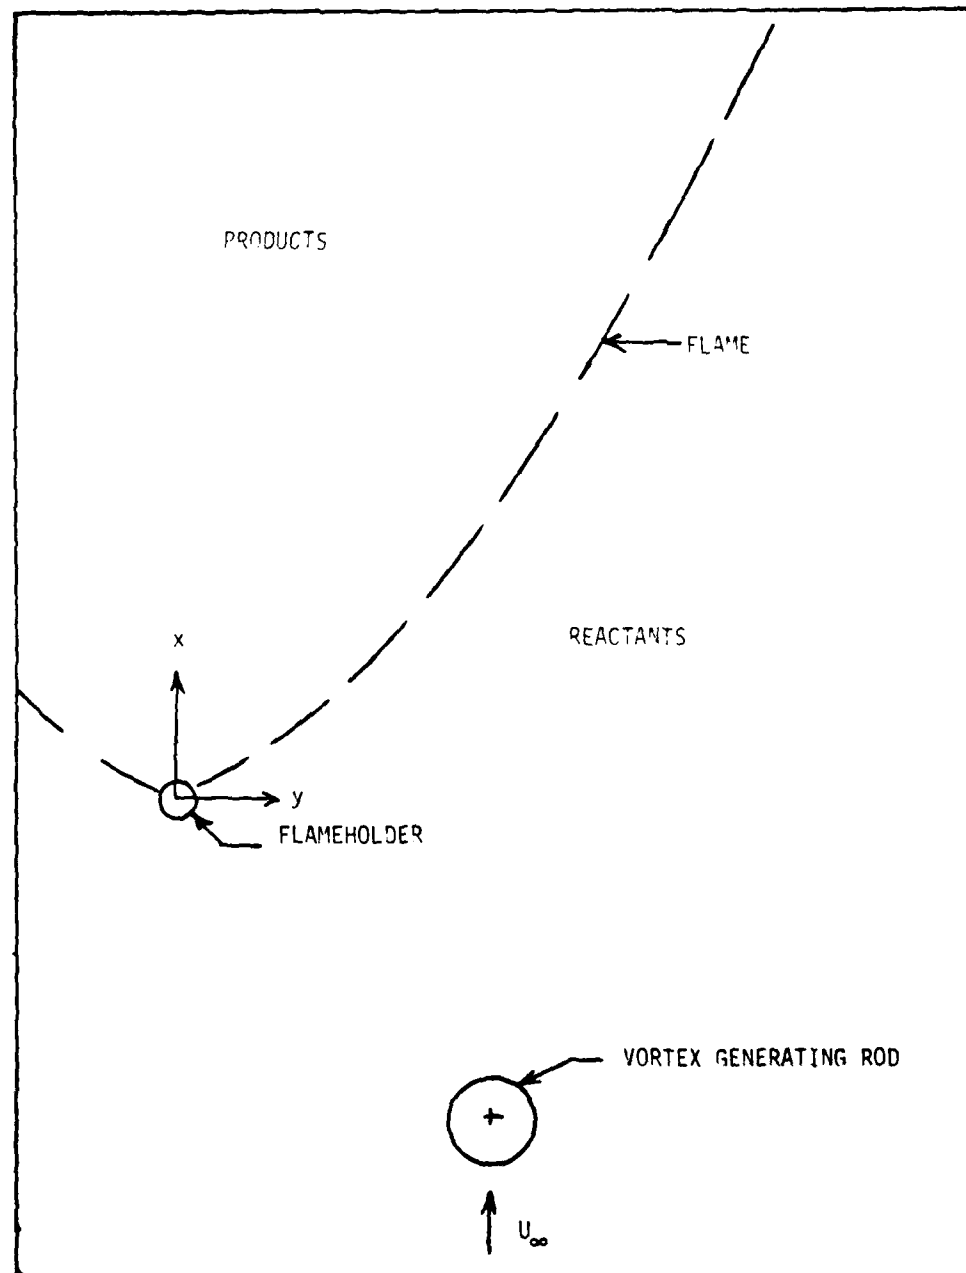 PRODUCTS
FLAME
REACTANTS
x
y
FLAMEHOLDER
VORTEX GENERATING ROD
U∞